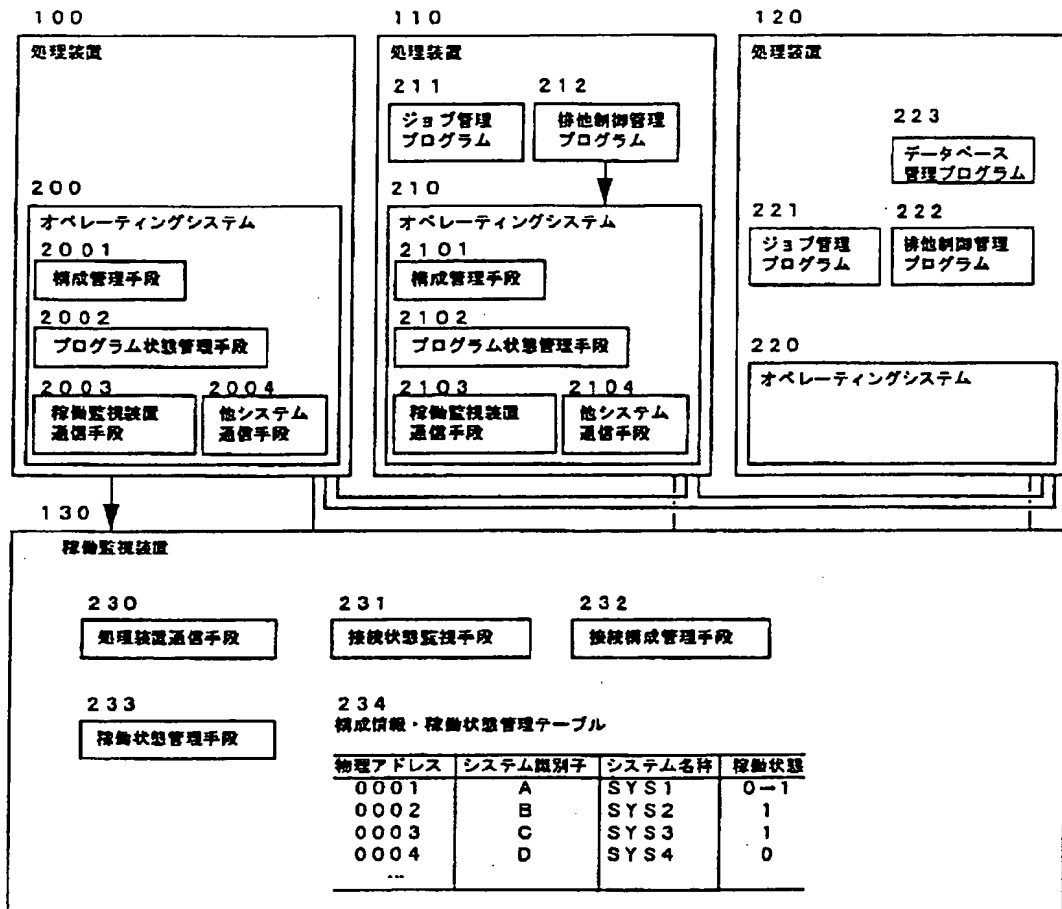 100
処理装置
200
オペレーティングシステム
2001
構成管理手段
2002
プログラム状態管理手段
2003
稼働監視装置
通信手段
2004
他システム
通信手段
110
処理装置
211
ジョブ管理
プログラム
212
排他制御管理
プログラム
210
オペレーティングシステム
2101
構成管理手段
2102
プログラム状態管理手段
2103
稼働監視装置
通信手段
2104
他システム
通信手段
120
処理装置
223
データベース
管理プログラム
221
ジョブ管理
プログラム
222
排他制御管理
プログラム
220
オペレーティングシステム
130
稼働監視装置
230
処理装置通信手段
231
接続状態監視手段
232
接続構成管理手段
233
稼働状態管理手段
234
構成情報・稼働状態管理テーブル
物理アドレス システム識別子 システム名称 稼働状態
0001 A SYS1 0→1
0002 B SYS2 1
0003 C SYS3 1
0004 D SYS4 0
…